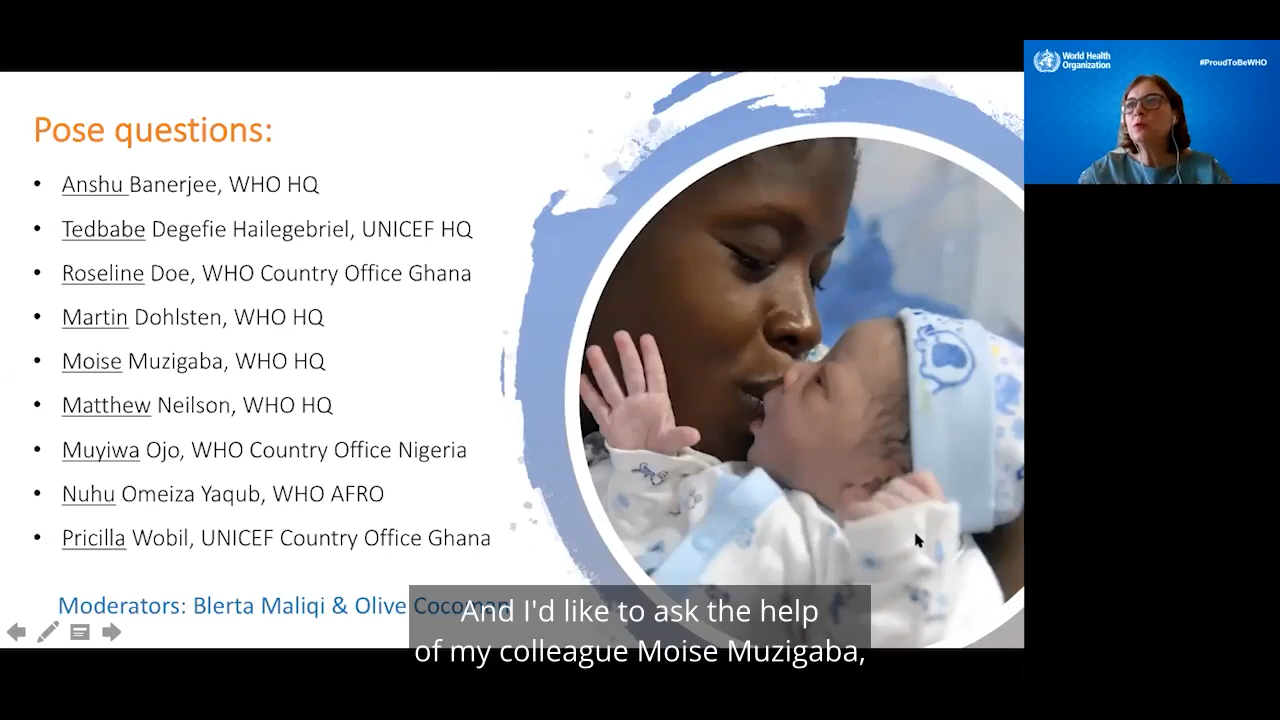 World Health
Organization
#ProudToBeWHO
Pose questions:
• Anshu Banerjee, WHO HQ
• Tedbabe Degefie Hailegebriel, UNICEF HQ
• Roseline Doe, WHO Country Office Ghana
• Martin Dohlsten, WHO HQ
• Moise Muzigaba, WHO HQ
• Matthew Neilson, WHO HQ
• Muyiwa Ojo, WHO Country Office Nigeria
• Nuhu Omeiza Yaqub, WHO AFRO
• Pricilla Wobil, UNICEF Country Office Ghana
Moderators: Blerta Maliqi & Olive Cocoman
And I'd like to ask the help
of my colleague Moise Muzigaba,